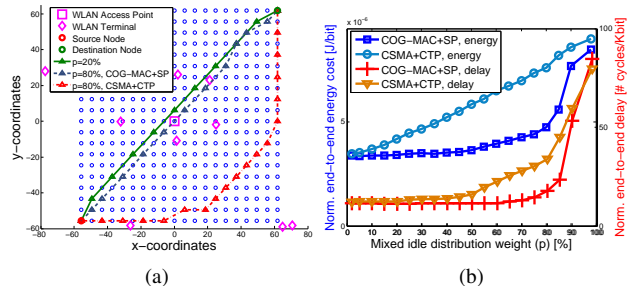 WLAN Access Point
WLAN Terminal
Source Node
Destination Node
p=20%
p=80%, COG−MAC+SP
p=80%, CSMA+CTP
60
40
20
0
−20
−40
−60
y−coordinates
−80 −60 −40 −20 0 20 40 60 80
x−coordinates
(a)
x 10⁻⁶
COG−MAC+SP, energy
CSMA+CTP, energy
COG−MAC+SP, delay
CSMA+CTP, delay
5
0
Norm. end−to−end energy cost [J/bit]
100
50
0
Norm. end−to−end delay [# cycles/Kbit]
0 10 20 30 40 50 60 70 80 90 100
Mixed idle distribution weight (p) [%]
(b)